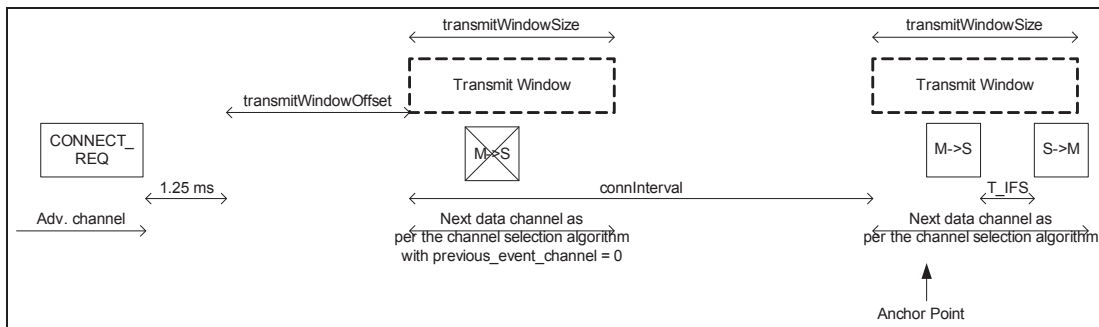 transmitWindowSize
transmitWindowSize
Transmit Window
Transmit Window
transmitWindowOffset
CONNECT_
REQ
M->S
M->S
S->M
1.25 ms
connInterval
T_IFS
Adv. channel
Next data channel as
per the channel selection algorithm
with previous_event_channel = 0
Next data channel as
per the channel selection algorithm
Anchor Point